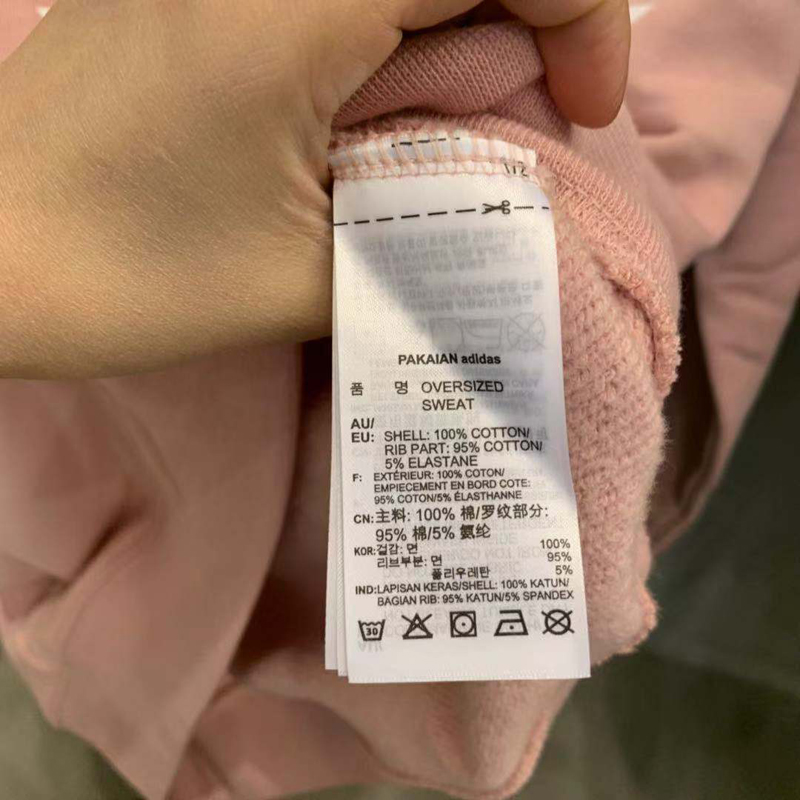 1/2
PAKAIAN adidas
품 명 OVERSIZED
SWEAT
AU/
EU: SHELL: 100% COTTON/
RIB PART: 95% COTTON/
5% ELASTANE
F: EXTÉRIEUR: 100% COTON/
EMPIECEMENT EN BORD COTE:
95% COTON/5% ÉLASTHANNE
CN:主料: 100% 棉/罗纹部分:
95% 棉/5% 氨纶
KOR:겉감: 면 100%
리브부분: 면 95%
폴리우레탄 5%
IND:LAPISAN KERAS/SHELL: 100% KATUN/
BAGIAN RIB: 95% KATUN/5% SPANDEX
30